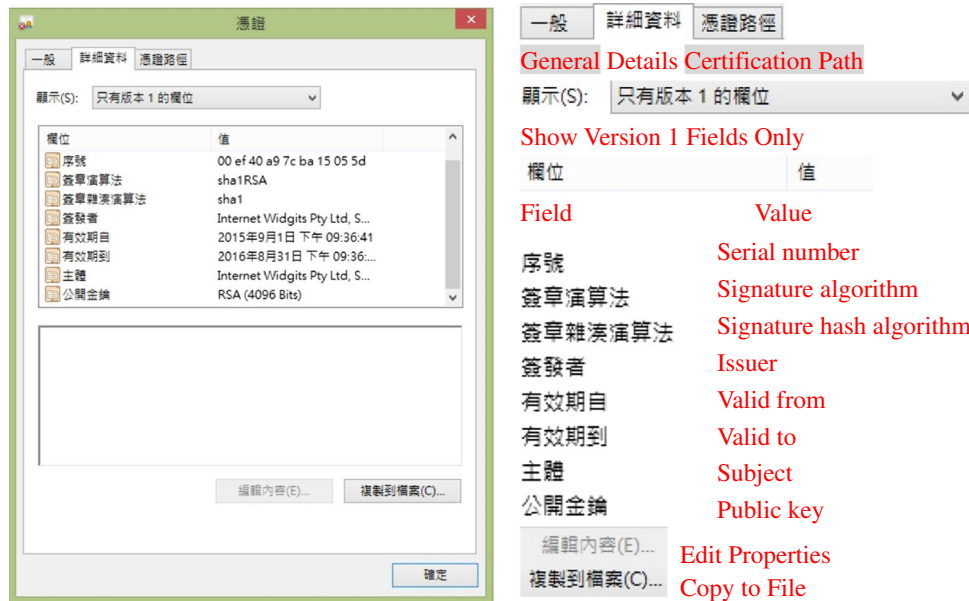 憑證
一般 詳細資料 憑證路徑
顯示(S): 只有版本 1 的欄位
欄位 值
序號 00 ef 40 a9 7c ba 15 05 5d
簽章演算法 sha1RSA
簽章雜湊演算法 sha1
簽發者 Internet Widgits Pty Ltd, S...
有效期自 2015年9月1日 下午 09:36:41
有效期到 2016年8月31日 下午 09:36:...
主體 Internet Widgits Pty Ltd, S...
公開金鑰 RSA (4096 Bits)
編輯內容(E)... 複製到檔案(C)...
確定
一般 詳細資料 憑證路徑
General Details Certification Path
顯示(S): 只有版本 1 的欄位
Show Version 1 Fields Only
欄位 值
Field Value
序號 Serial number
簽章演算法 Signature algorithm
簽章雜湊演算法 Signature hash algorithm
簽發者 Issuer
有效期自 Valid from
有效期到 Valid to
主體 Subject
公開金鑰 Public key
編輯內容(E)... Edit Properties
複製到檔案(C)... Copy to File